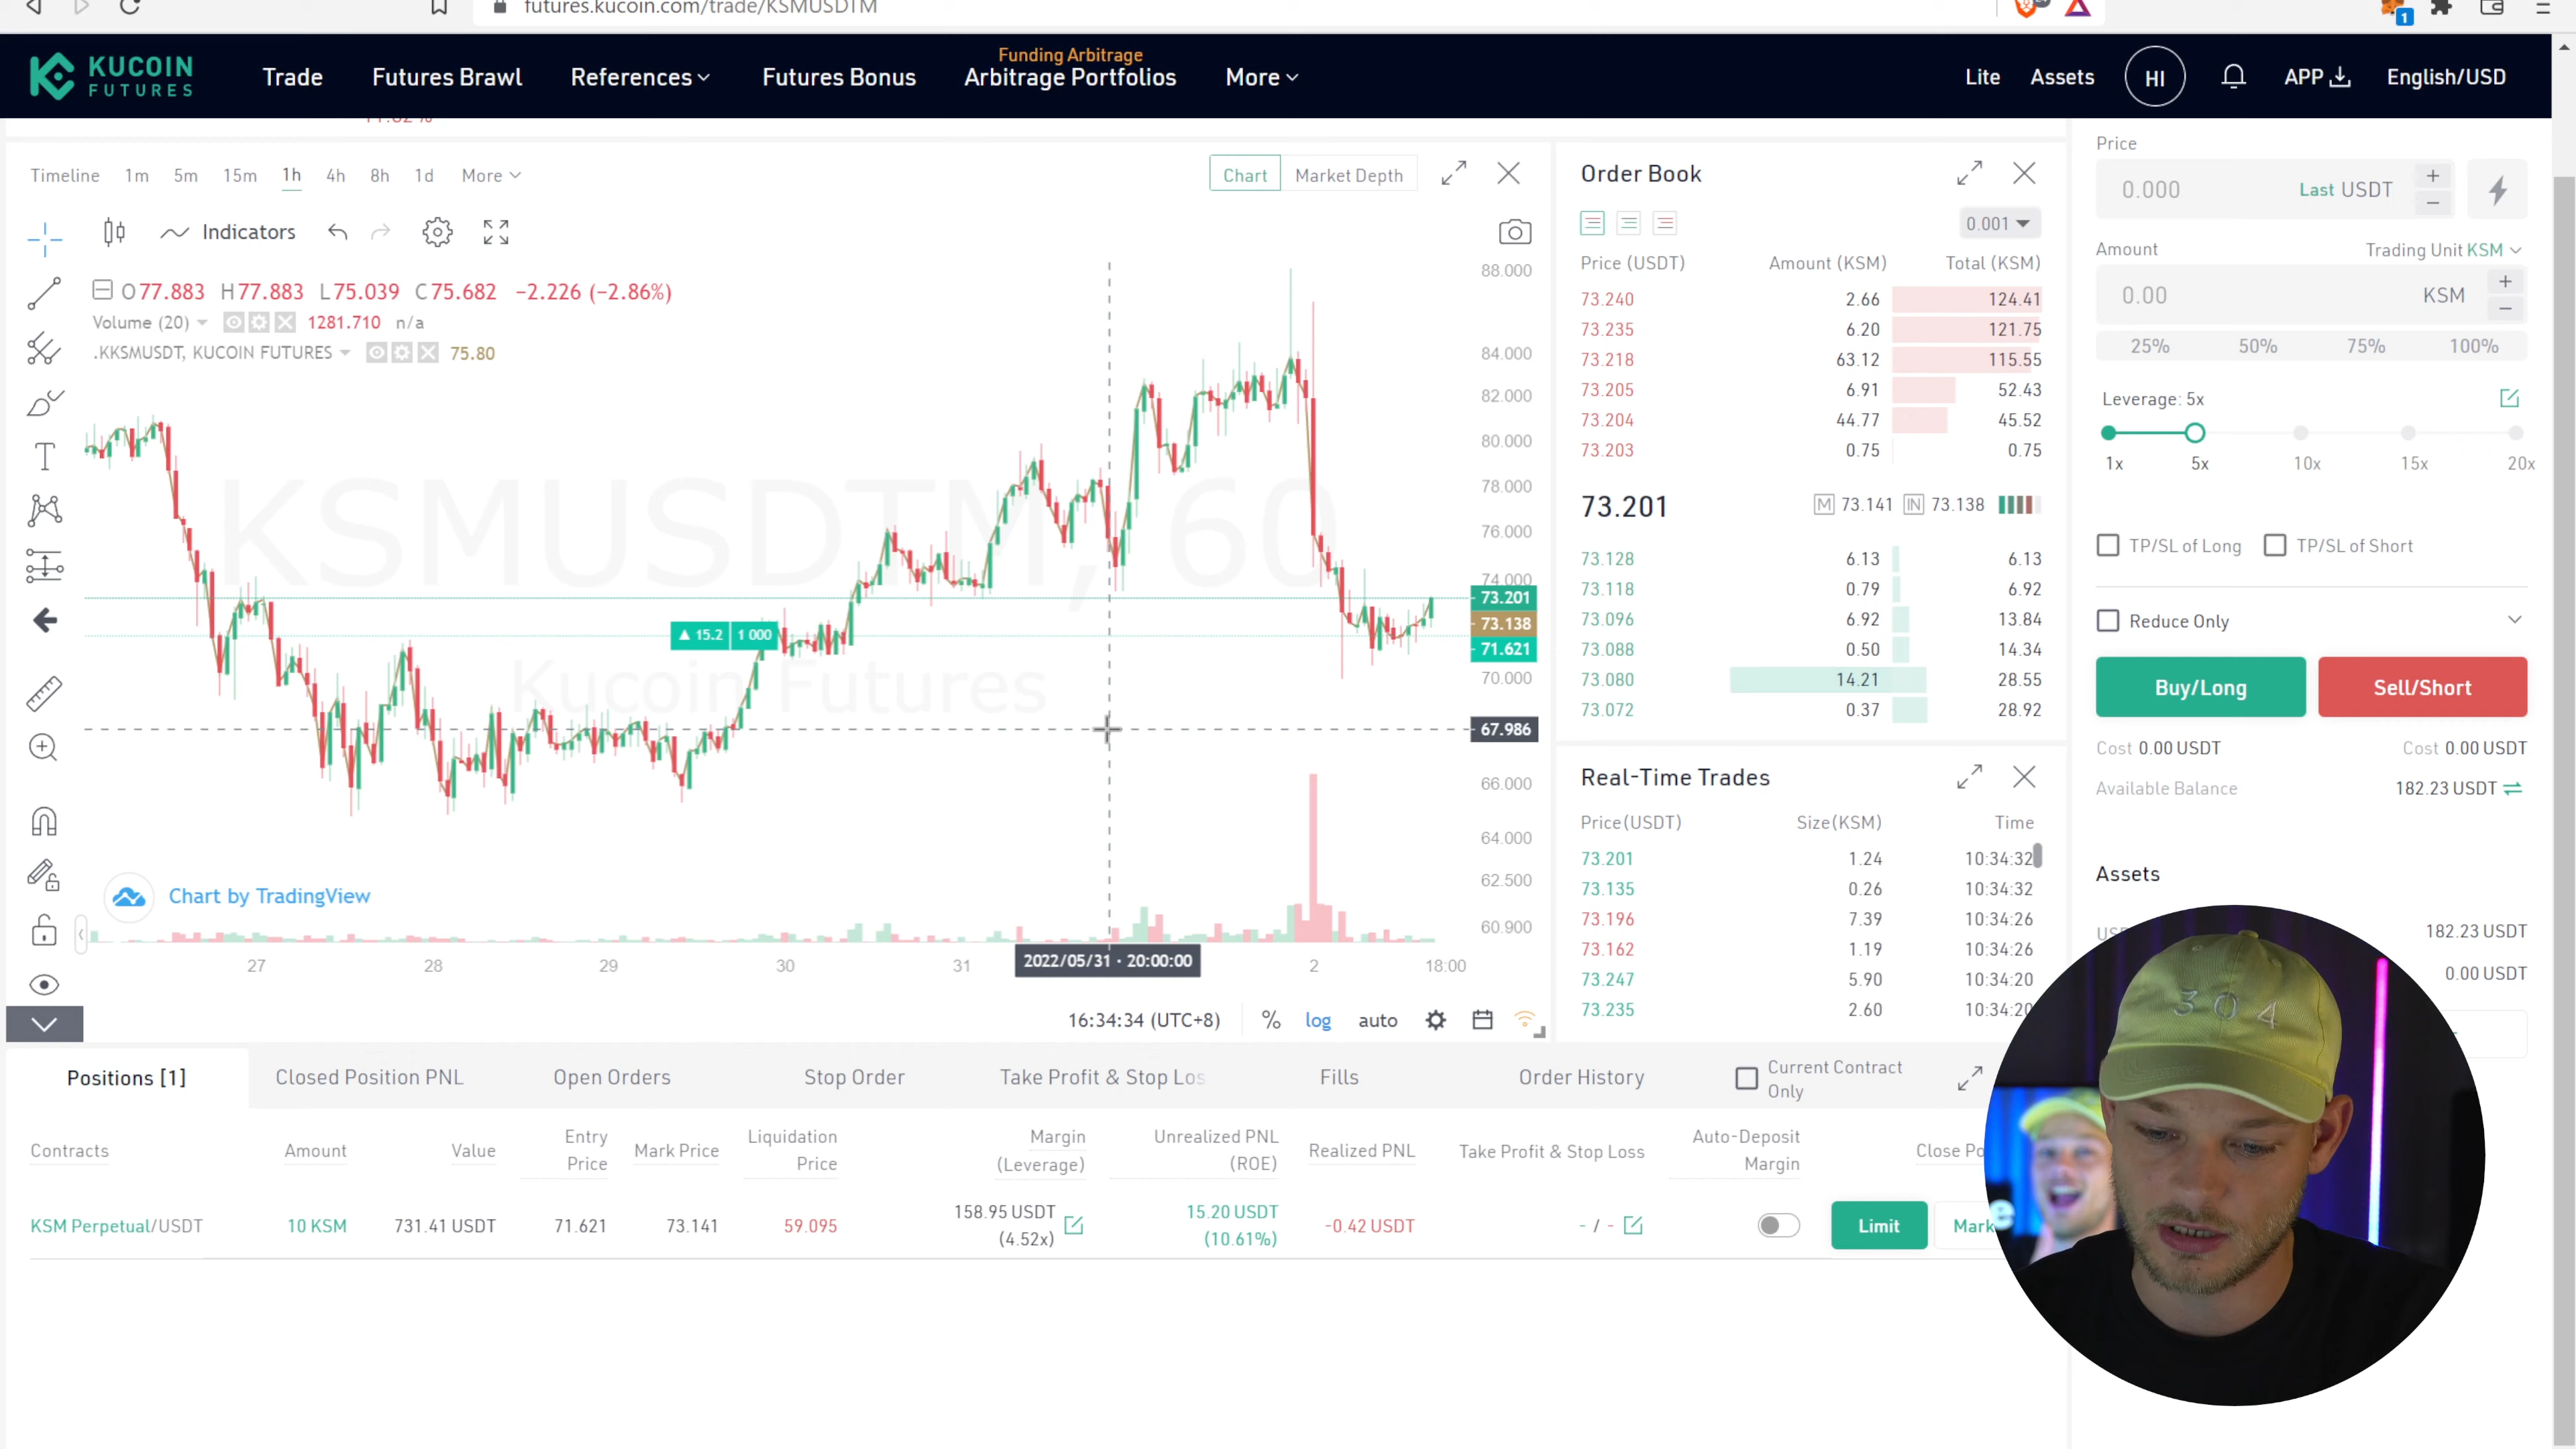 futures.kucoin.com/trade/KSMUSDTM
1
KUCOIN
FUTURES
Trade
Futures Brawl
References
Futures Bonus
Funding Arbitrage
Arbitrage Portfolios
More
Lite
Assets
HI
APP
English/USD
Timeline 1m 5m 15m 1h 4h 8h 1d More
Chart Market Depth
Indicators
O77.883 H77.883 L75.039 C75.682 −2.226 (−2.86%)
Volume (20) 1281.710 n/a
.KKSMUSDT, KUCOIN FUTURES 75.80
KSMUSDTM, 60
Kucoin Futures
88.000
84.000
82.000
80.000
78.000
76.000
74.000
73.201
73.138
71.621
70.000
67.986
66.000
64.000
62.500
60.900
▲ 15.2 1 000
Chart by TradingView
27 28 29 30 31 2022/05/31 · 20:00:00 2 18:00
16:34:34 (UTC+8) % log auto
Order Book
0.001
Price (USDT) Amount (KSM) Total (KSM)
73.240 2.66 124.41
73.235 6.20 121.75
73.218 63.12 115.55
73.205 6.91 52.43
73.204 44.77 45.52
73.203 0.75 0.75
73.201 M 73.141 IN 73.138
73.128 6.13 6.13
73.118 0.79 6.92
73.096 6.92 13.84
73.088 0.50 14.34
73.080 14.21 28.55
73.072 0.37 28.92
Real-Time Trades
Price(USDT) Size(KSM) Time
73.201 1.24 10:34:32
73.135 0.26 10:34:32
73.196 7.39 10:34:26
73.162 1.19 10:34:26
73.247 5.90 10:34:20
73.235 2.60 10:34:20
Price
0.000 Last USDT + −
Amount Trading Unit KSM
0.00 KSM + −
25% 50% 75% 100%
Leverage: 5x
1x 5x 10x 15x 20x
TP/SL of Long TP/SL of Short
Reduce Only
Buy/Long Sell/Short
Cost 0.00 USDT Cost 0.00 USDT
Available Balance 182.23 USDT
Assets
182.23 USDT
0.00 USDT
304
Positions [1] Closed Position PNL Open Orders Stop Order Take Profit & Stop Los Fills Order History Current Contract Only
Contracts Amount Value Entry Price Mark Price Liquidation Price Margin (Leverage) Unrealized PNL (ROE) Realized PNL Take Profit & Stop Loss Auto-Deposit Margin Close Po
KSM Perpetual/USDT 10 KSM 731.41 USDT 71.621 73.141 59.095 158.95 USDT (4.52x) 15.20 USDT (10.61%) -0.42 USDT - / - Limit Mark